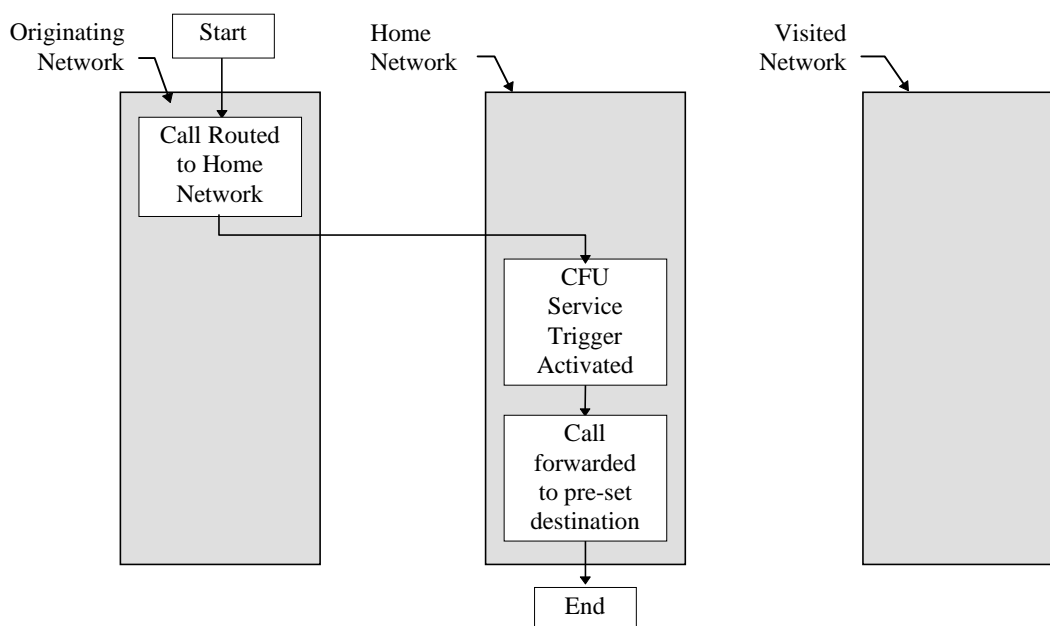 Originating
Network
Start
Home
Network
Visited
Network
Call Routed
to Home
Network
CFU
Service
Trigger
Activated
Call
forwarded
to pre-set
destination
End